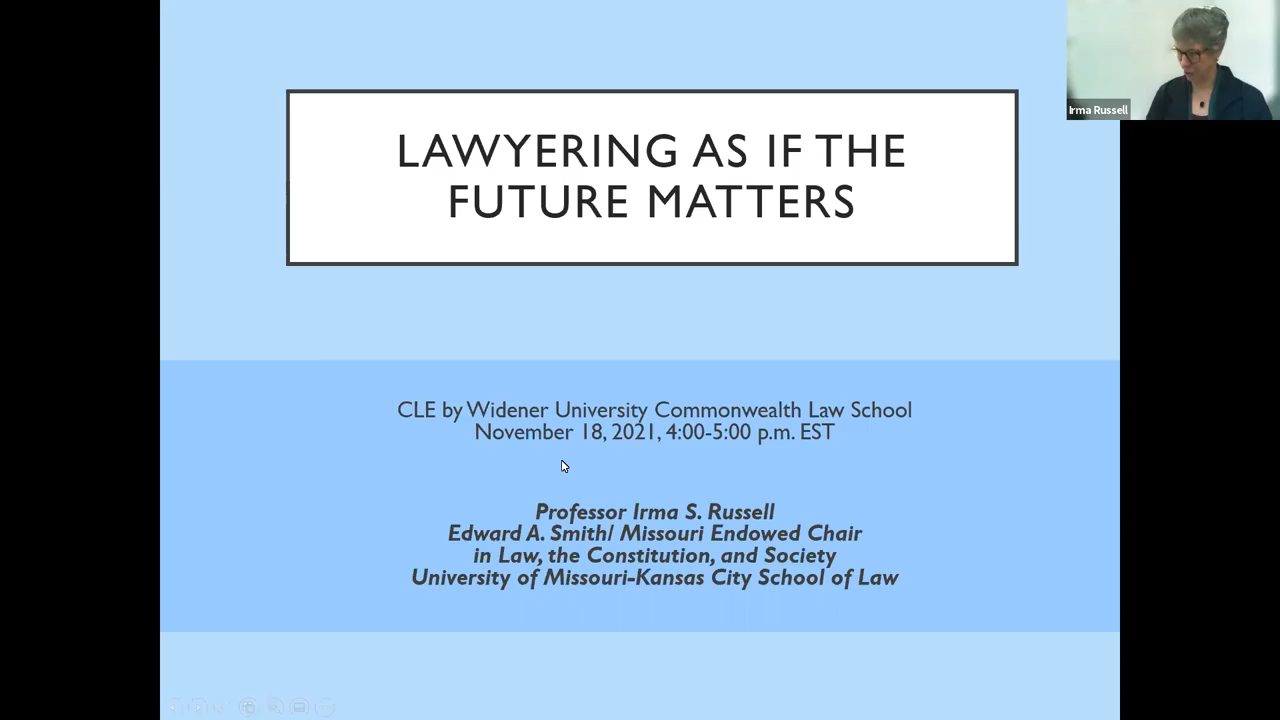 Irma Russell
LAWYERING AS IF THE
FUTURE MATTERS
CLE by Widener University Commonwealth Law School
November 18, 2021, 4:00-5:00 p.m. EST
Professor Irma S. Russell
Edward A. Smith/ Missouri Endowed Chair
in Law, the Constitution, and Society
University of Missouri-Kansas City School of Law